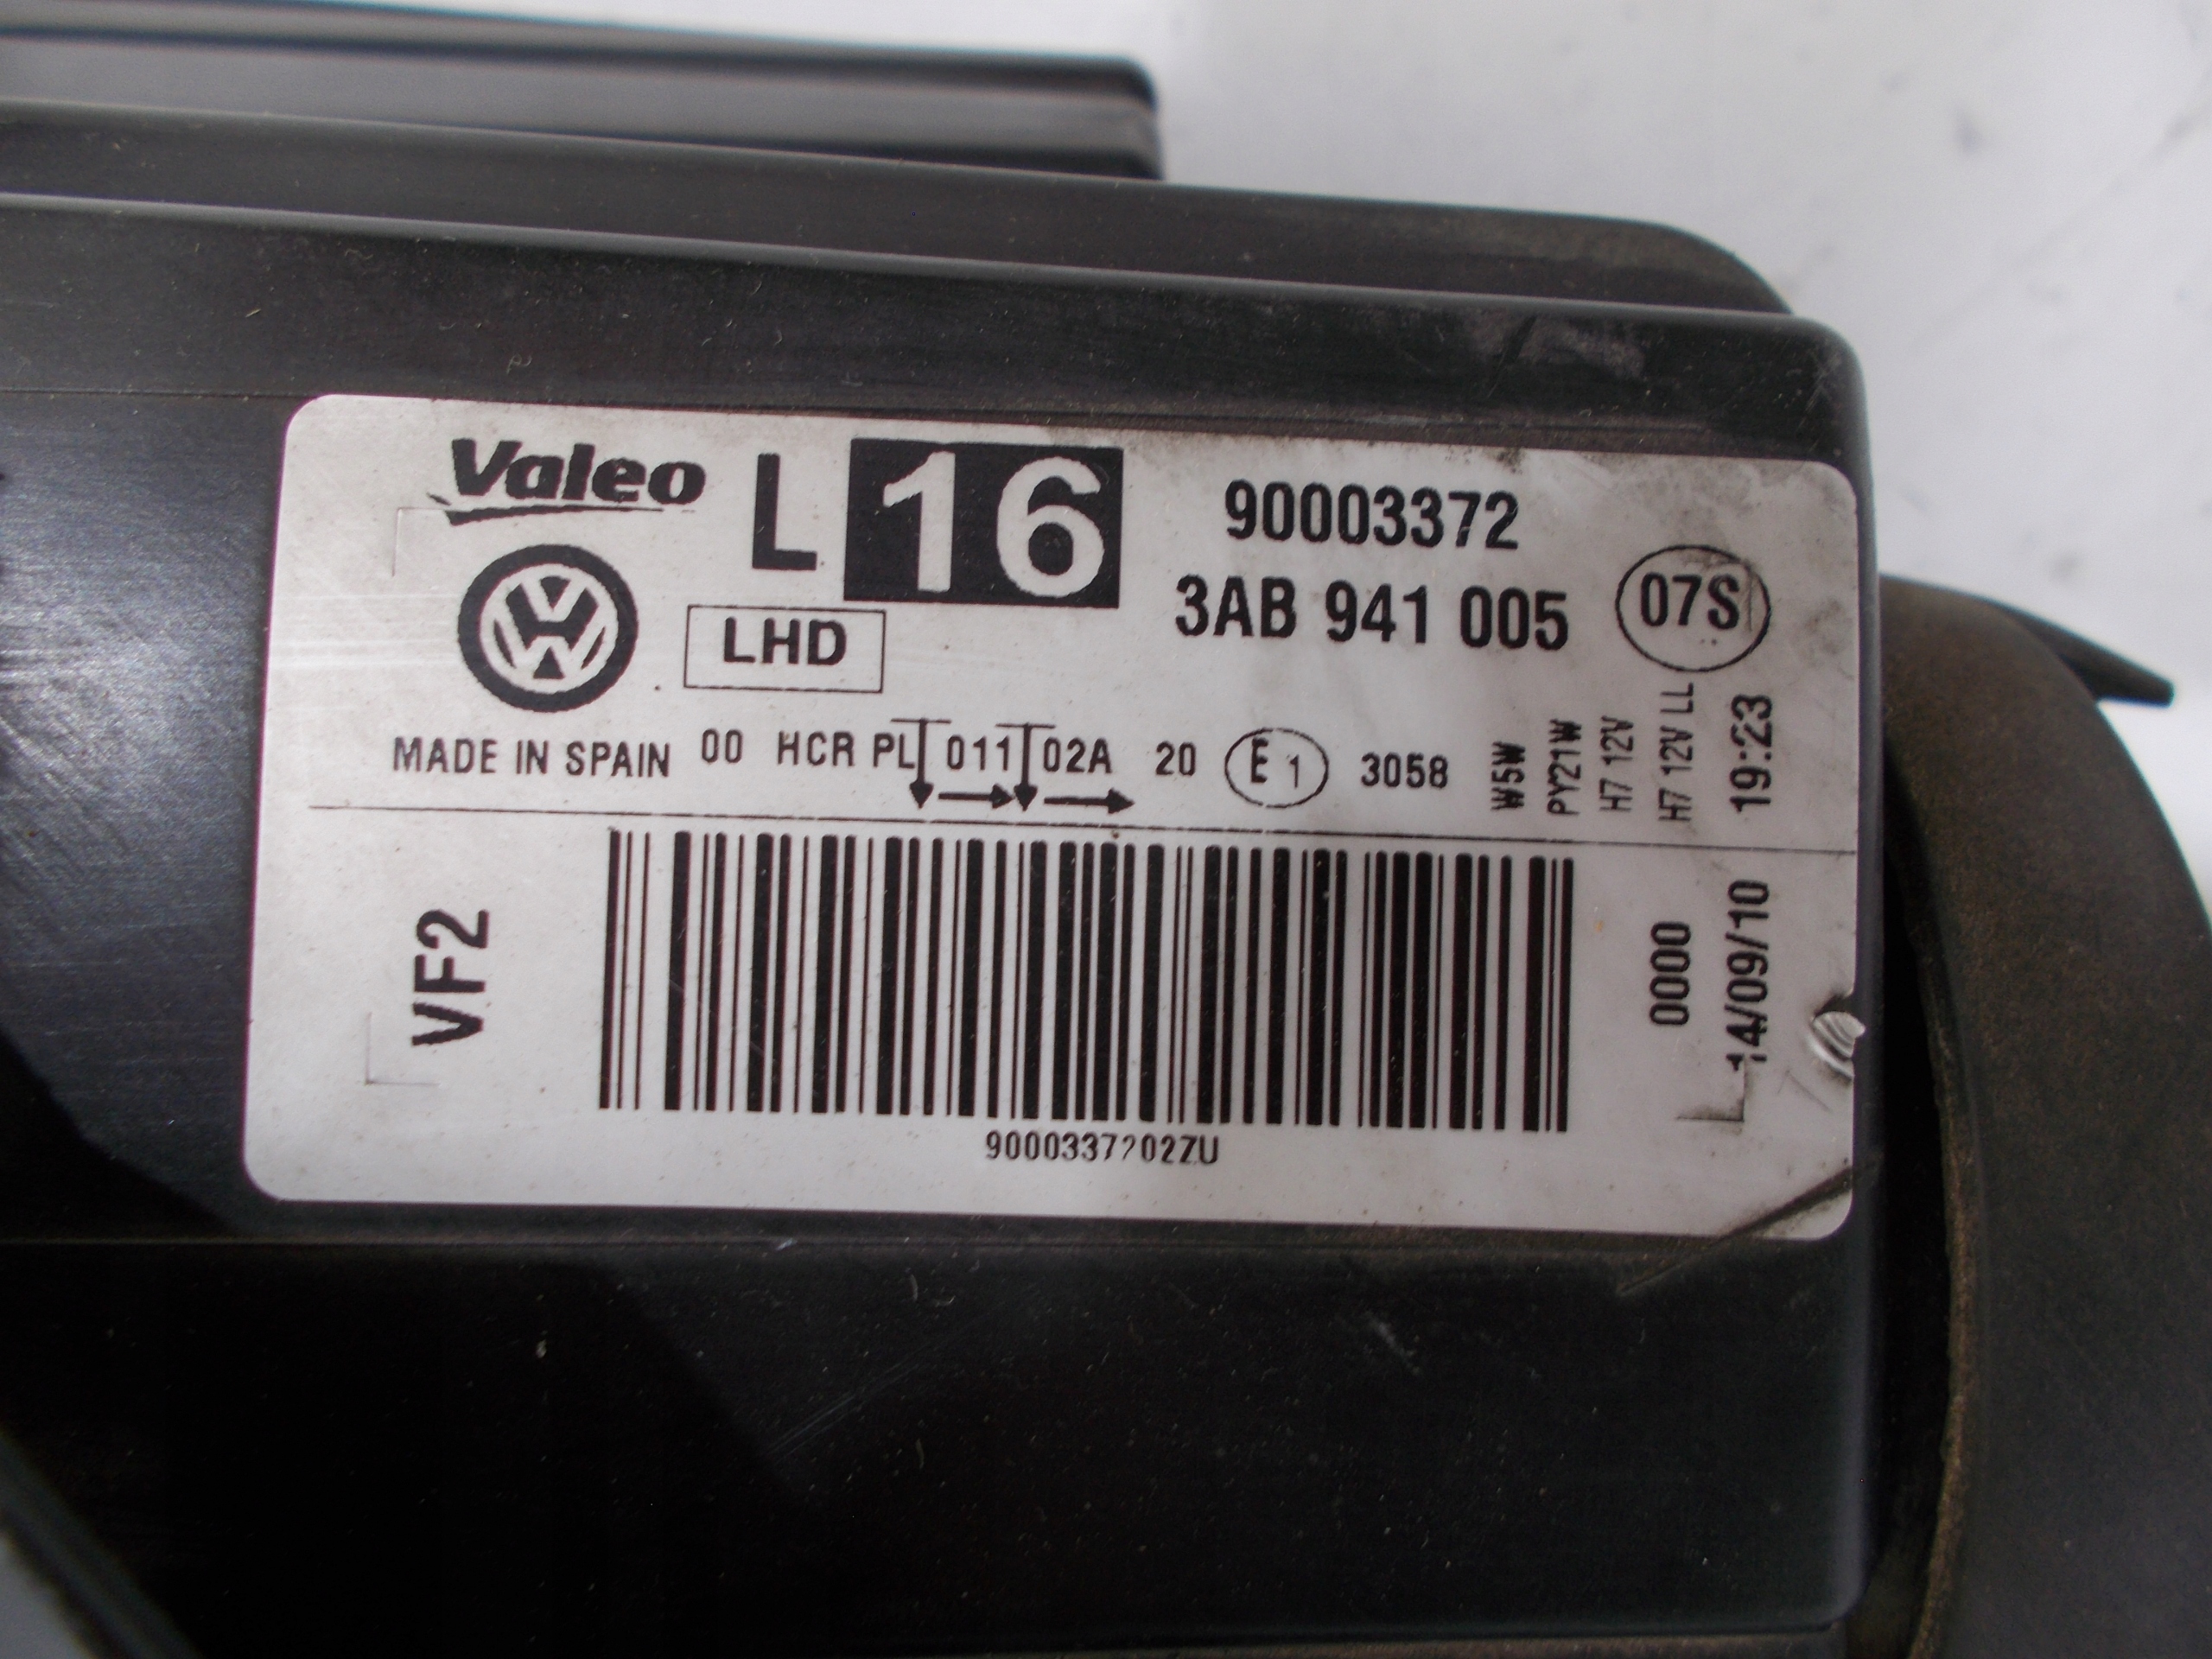 Valeo L 16 90003372
3AB 941 005 07S
LHD
MADE IN SPAIN 00 HCR PL 011 02A 20 E1 3058
W5W
PY21W
H7 12V
H7 12V LL
19:23
VF2
0000
14/09/10
9000337202ZU